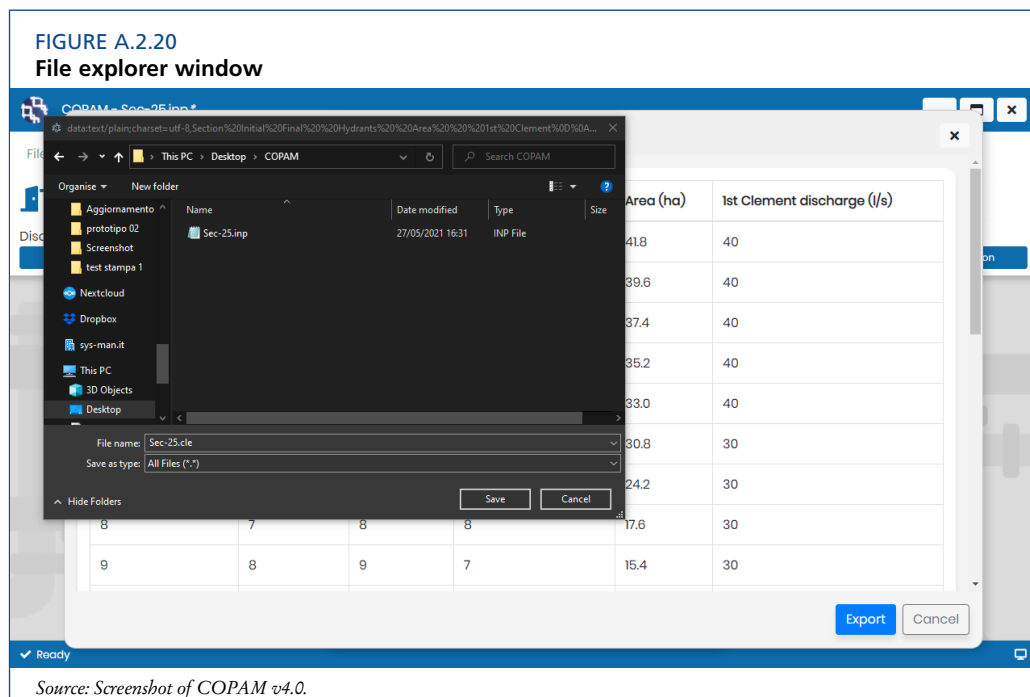 FIGURE A.2.20
File explorer window
COPAM - Sec-25.inp*
data:text/plain;charset=utf-8,Section%20Initial%20Final%20%20Hydrants%20%20Area%20%20%201st%20Clement%0D%0A...
File
This PC > Desktop > COPAM
Search COPAM
Organise
New folder
Aggiornamento
prototipo 02
Screenshot
test stampa 1
Nextcloud
Dropbox
sys-man.it
This PC
3D Objects
Desktop
Name Date modified Type Size
Sec-25.inp 27/05/2021 16:31 INP File
File name: Sec-25.cle
Save as type: All Files (*.*)
Hide Folders
Save Cancel
Disc
on
Area (ha) 1st Clement discharge (l/s)
41.8 40
39.6 40
37.4 40
35.2 40
33.0 40
30.8 30
24.2 30
8 7 8 8 17.6 30
9 8 9 7 15.4 30
Export Cancel
Ready
Source: Screenshot of COPAM v4.0.